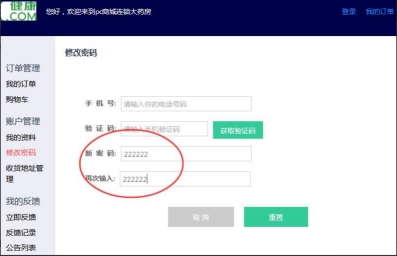 健康
.COM
您好，欢迎来到pc商城连锁大药房
登录 我的订单
订单管理
我的订单
购物车
账户管理
我的资料
修改密码
收货地址管理
我的反馈
立即反馈
反馈记录
公告列表
修改密码
手 机 号: 请输入你的电话号码
验 证 码: 请输入手机验证码 获取验证码
新 密 码: 222222
再次输入: 222222
取 消 重置